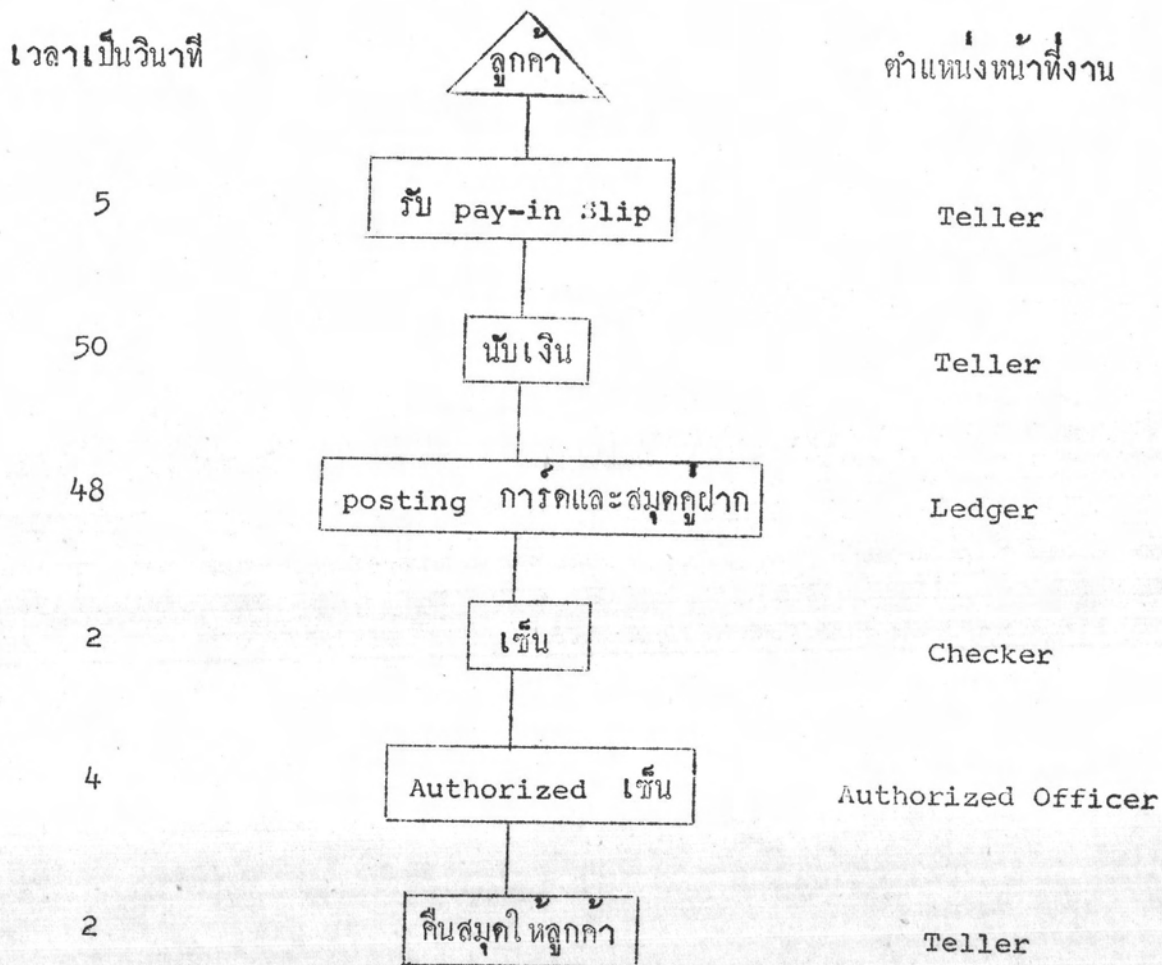 เวลาเป็นวินาที ลูกค้า ตำแหน่งหน้าที่งาน
5 รับ pay-in Slip Teller
50 นับเงิน Teller
48 posting การ์ดและสมุดคู่ฝาก Ledger
2 เซ็น Checker
4 Authorized เซ็น Authorized Officer
2 คืนสมุดให้ลูกค้า Teller